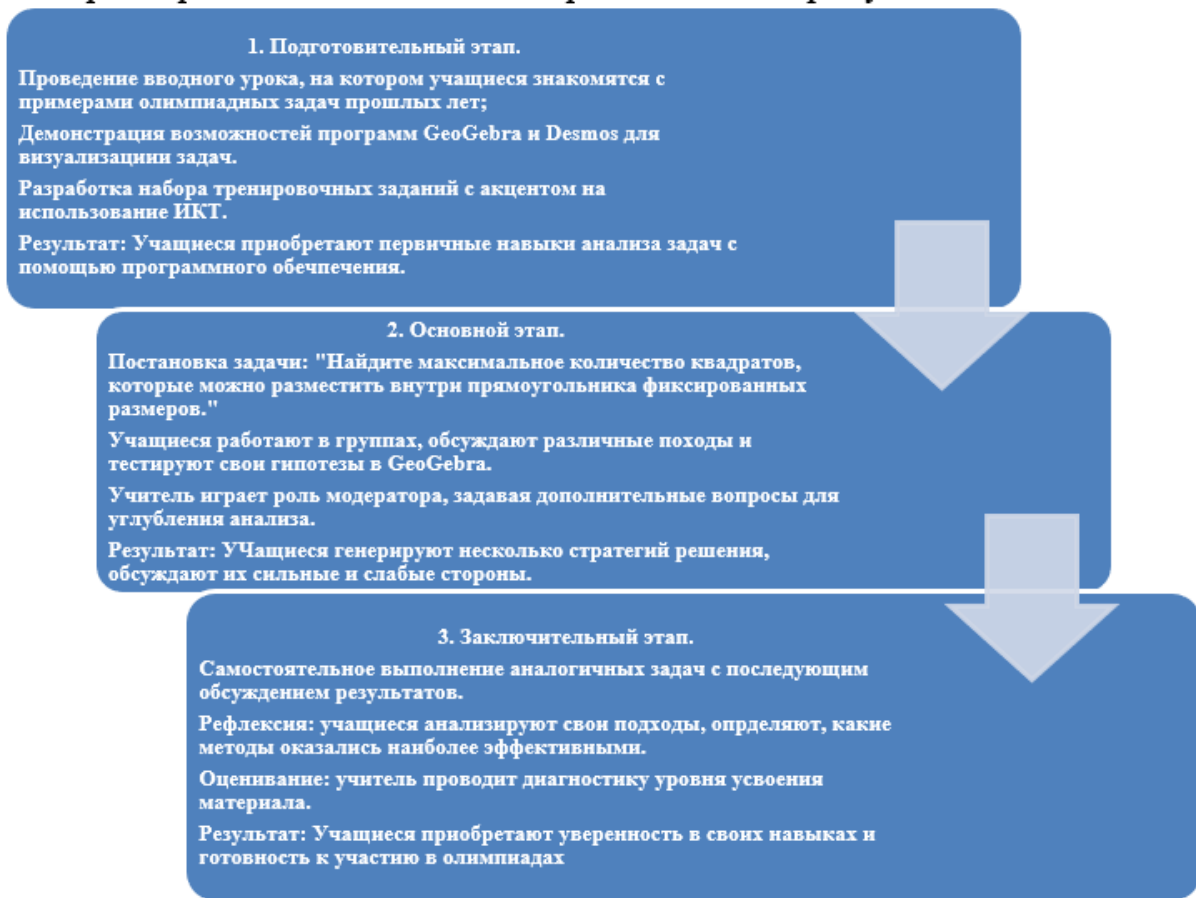 1. Подготовительный этап.
Проведение вводного урока, на котором учащиеся знакомятся с
примерами олимпиадных задач прошлых лет;
Демонстрация возможностей программ GeoGebra и Desmos для
визуализациии задач.
Разработка набора тренировочных заданий с акцентом на
использование ИКТ.
Результат: Учащиеся приобретают первичные навыки анализа задач с
помощью программного обечпечения.
2. Основной этап.
Постановка задачи: "Найдите максимальное количество квадратов,
которые можно разместить внутри прямоугольника фиксированных
размеров."
Учащиеся работают в группах, обсуждают различные походы и
тестируют свои гипотезы в GeoGebra.
Учитель играет роль модератора, задавая дополнительные вопросы для
углубления анализа.
Результат: УЧащиеся генерируют несколько стратегий решения,
обсуждают их сильные и слабые стороны.
3. Заключительный этап.
Самостоятельное выполнение аналогичных задач с последующим
обсуждением результатов.
Рефлексия: учащиеся анализируют свои подходы, опрделяют, какие
методы оказались наиболее эффективными.
Оценивание: учитель проводит диагностику уровня усвоения
материала.
Результат: Учащиеся приобретают уверенность в своих навыках и
готовность к участию в олимпиадах